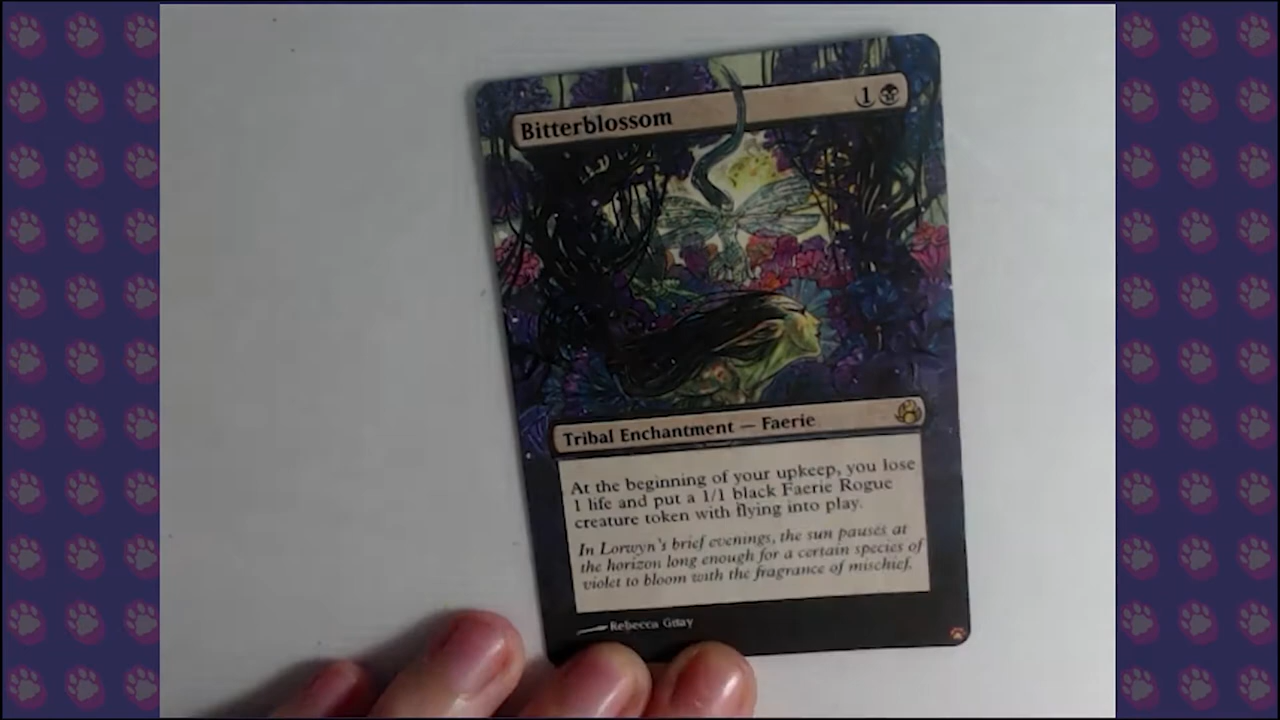 Bitterblossom 1
Tribal Enchantment — Faerie
At the beginning of your upkeep, you lose
1 life and put a 1/1 black Faerie Rogue
creature token with flying into play.
In Lorwyn's brief evenings, the sun pauses at
the horizon long enough for a certain species of
violet to bloom with the fragrance of mischief.
Rebecca Guay